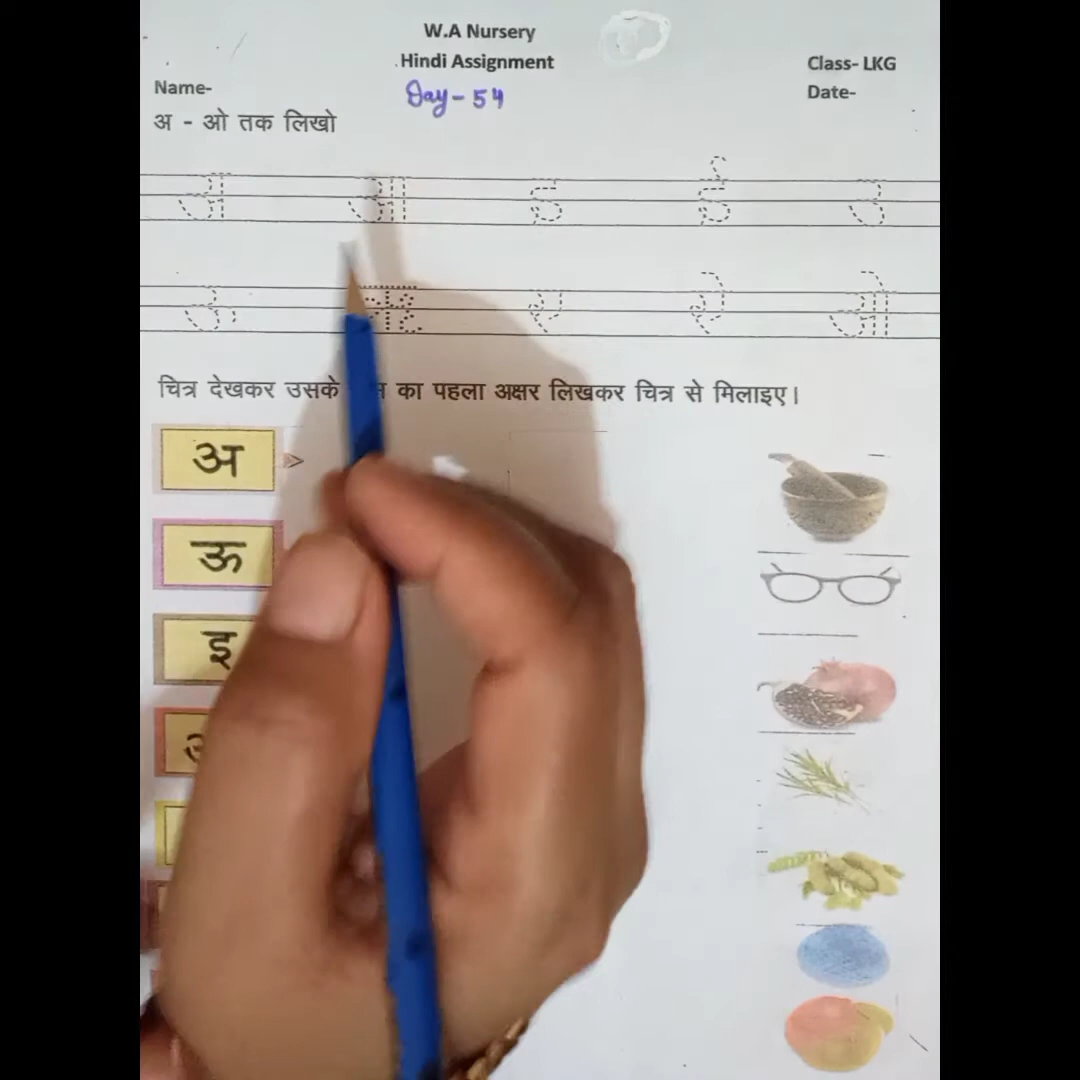 W.A Nursery
Hindi Assignment
Class- LKG
Name-
Day - 54
Date-
अ - ओ तक लिखो
अ आ इ ई उ
ए ऐ ओ
चित्र देखकर उसके का पहला अक्षर लिखकर चित्र से मिलाइए।
अ
ऊ
इ